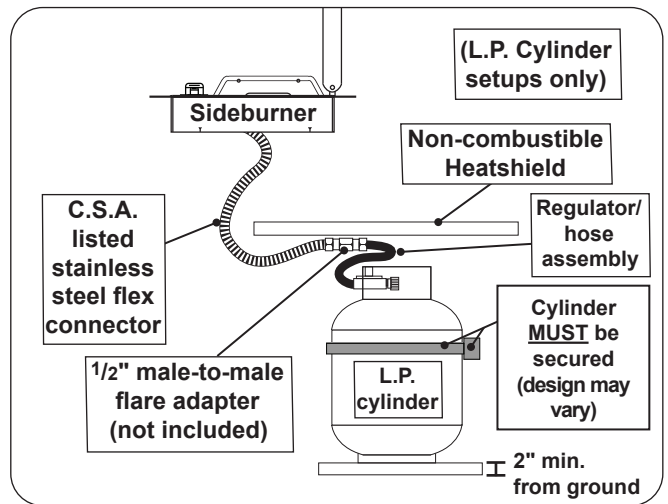 (L.P. Cylinder
setups only)
Sideburner
Non-combustible
Heatshield
C.S.A.
listed
stainless
steel flex
connector
Regulator/
hose
assembly
Cylinder
MUST be
secured
(design may
vary)
1/2" male-to-male
flare adapter
(not included)
L.P.
cylinder
2" min.
from ground